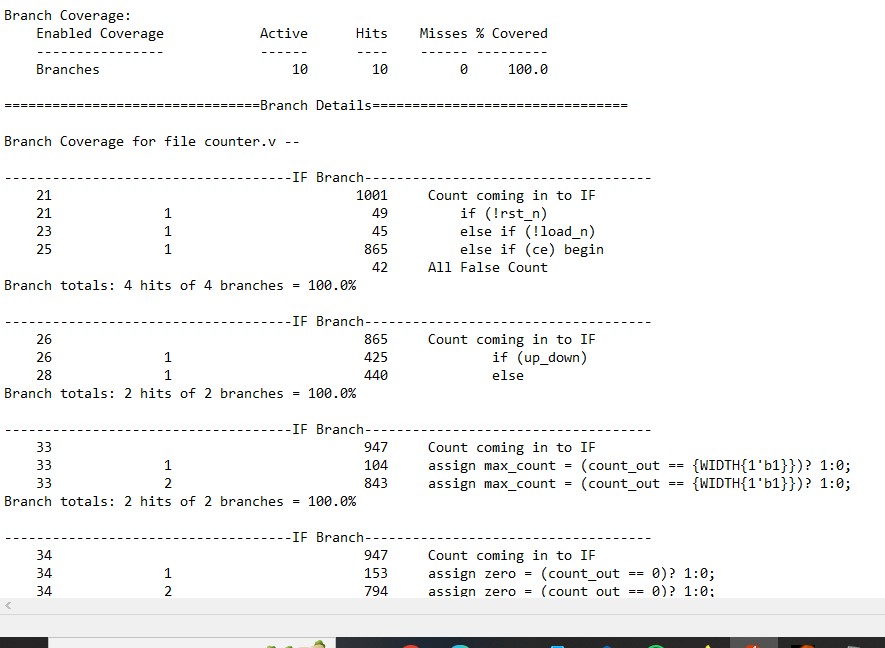 Branch Coverage:
    Enabled Coverage            Active      Hits    Misses % Covered
    ----------------            ------      ----    ------ ---------
    Branches                        10        10         0     100.0

================================Branch Details================================

Branch Coverage for file counter.v --

------------------------------------IF Branch------------------------------------
    21                                      1001     Count coming in to IF
    21              1                         49         if (!rst_n)
    23              1                         45         else if (!load_n)
    25              1                        865         else if (ce) begin
                                              42     All False Count
Branch totals: 4 hits of 4 branches = 100.0%

------------------------------------IF Branch------------------------------------
    26                                       865     Count coming in to IF
    26              1                        425             if (up_down)
    28              1                        440             else
Branch totals: 2 hits of 2 branches = 100.0%

------------------------------------IF Branch------------------------------------
    33                                       947     Count coming in to IF
    33              1                        104     assign max_count = (count_out == {WIDTH{1'b1}})? 1:0;
    33              2                        843     assign max_count = (count_out == {WIDTH{1'b1}})? 1:0;
Branch totals: 2 hits of 2 branches = 100.0%

------------------------------------IF Branch------------------------------------
    34                                       947     Count coming in to IF
    34              1                        153     assign zero = (count_out == 0)? 1:0;
    34              2                        794     assign zero = (count_out == 0)? 1:0;